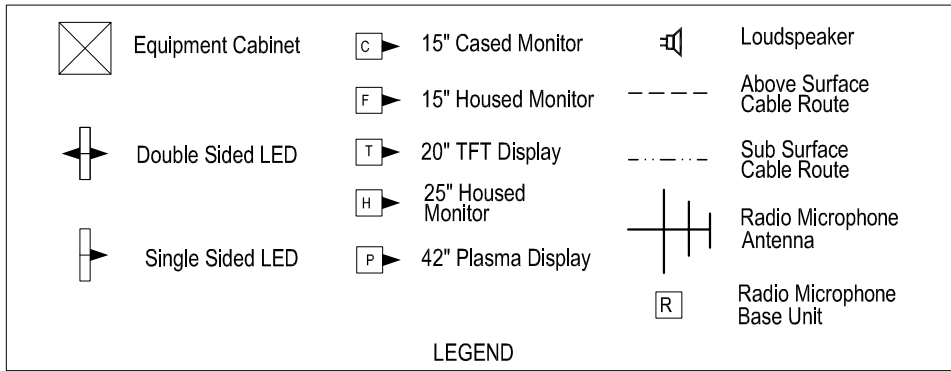 Equipment Cabinet
Double Sided LED
Single Sided LED
C
15" Cased Monitor
F
15" Housed Monitor
T
20" TFT Display
H
25" Housed
Monitor
P
42" Plasma Display
Loudspeaker
Above Surface
Cable Route
Sub Surface
Cable Route
Radio Microphone
Antenna
R
Radio Microphone
Base Unit
LEGEND